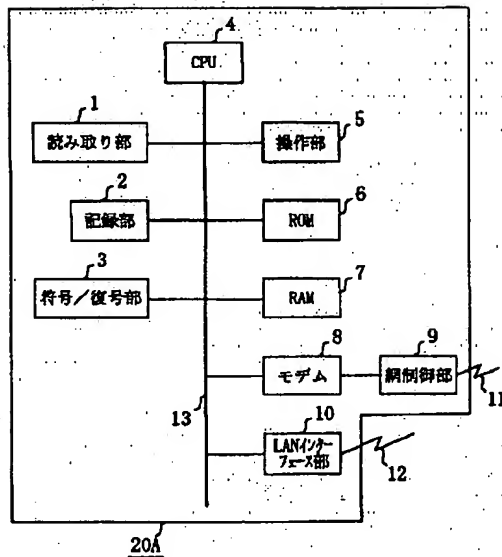 4
CPU
1
読み取り部
5
操作部
2
記録部
6
ROM
3
符号/復号部
7
RAM
8
モデム
9
網制御部
11
13
10
LANインター
フェース部
12
20A